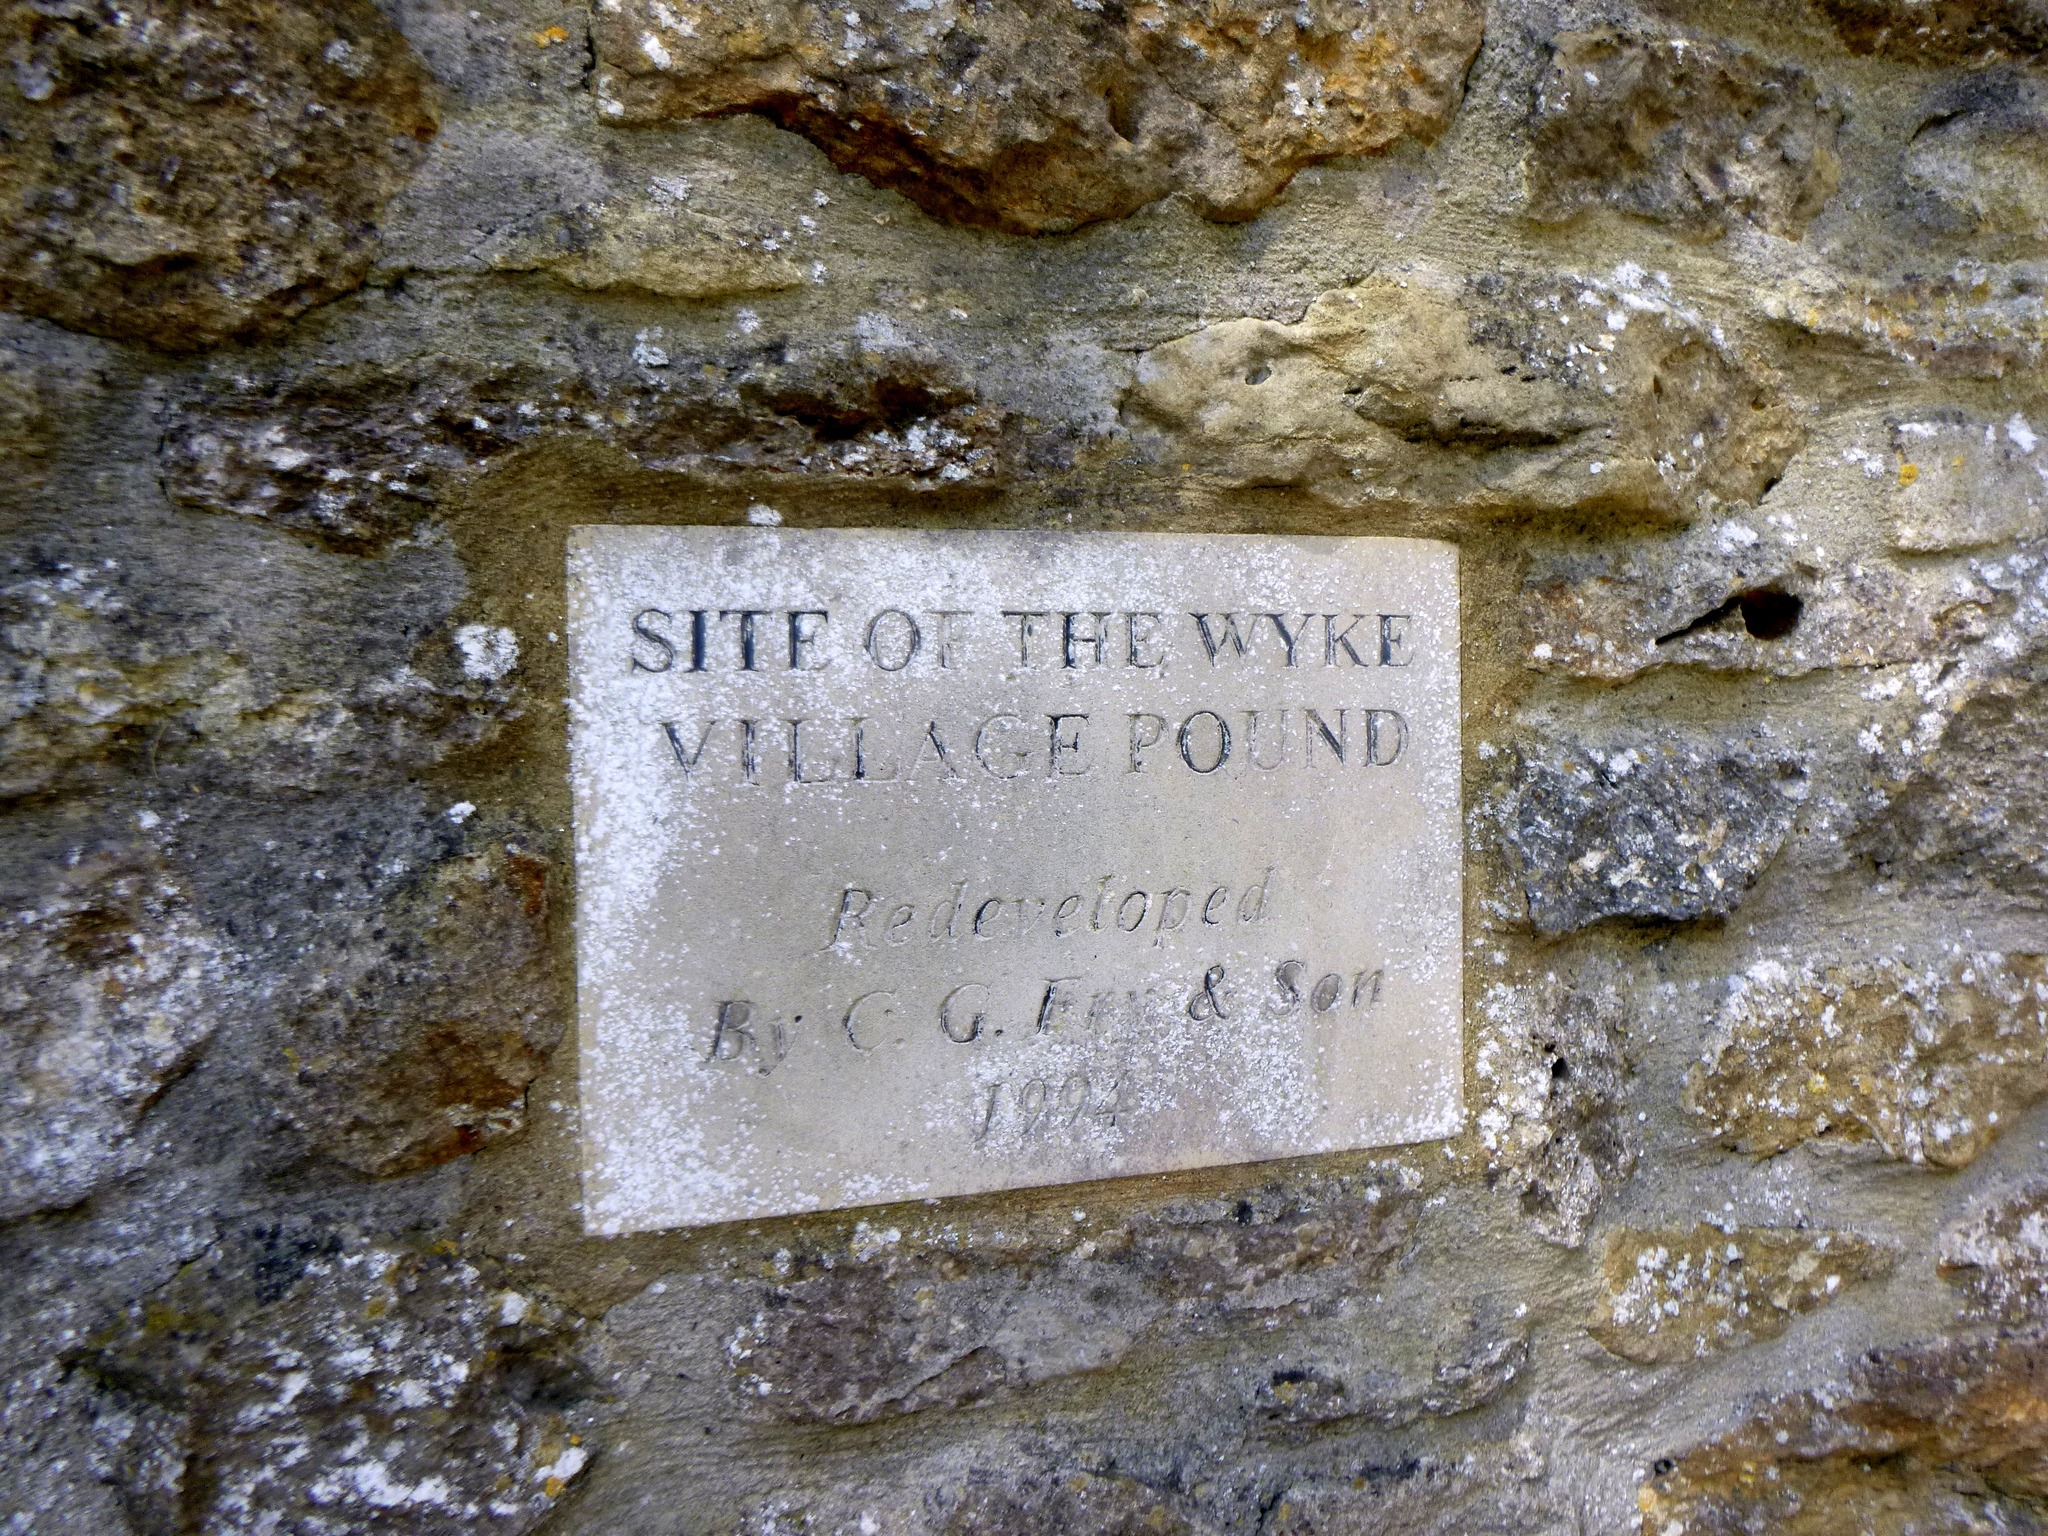 SITE OF THE WYKE
VILLAGE POUND
Redeveloped
By C. G. Fry & Son
1994